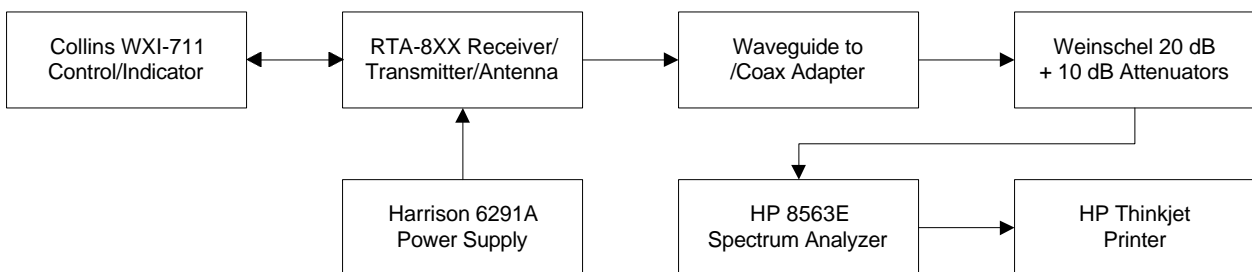 Collins WXI-711
Control/Indicator
RTA-8XX Receiver/
Transmitter/Antenna
Waveguide to
/Coax Adapter
Weinschel 20 dB
+ 10 dB Attenuators
Harrison 6291A
Power Supply
HP 8563E
Spectrum Analyzer
HP Thinkjet
Printer